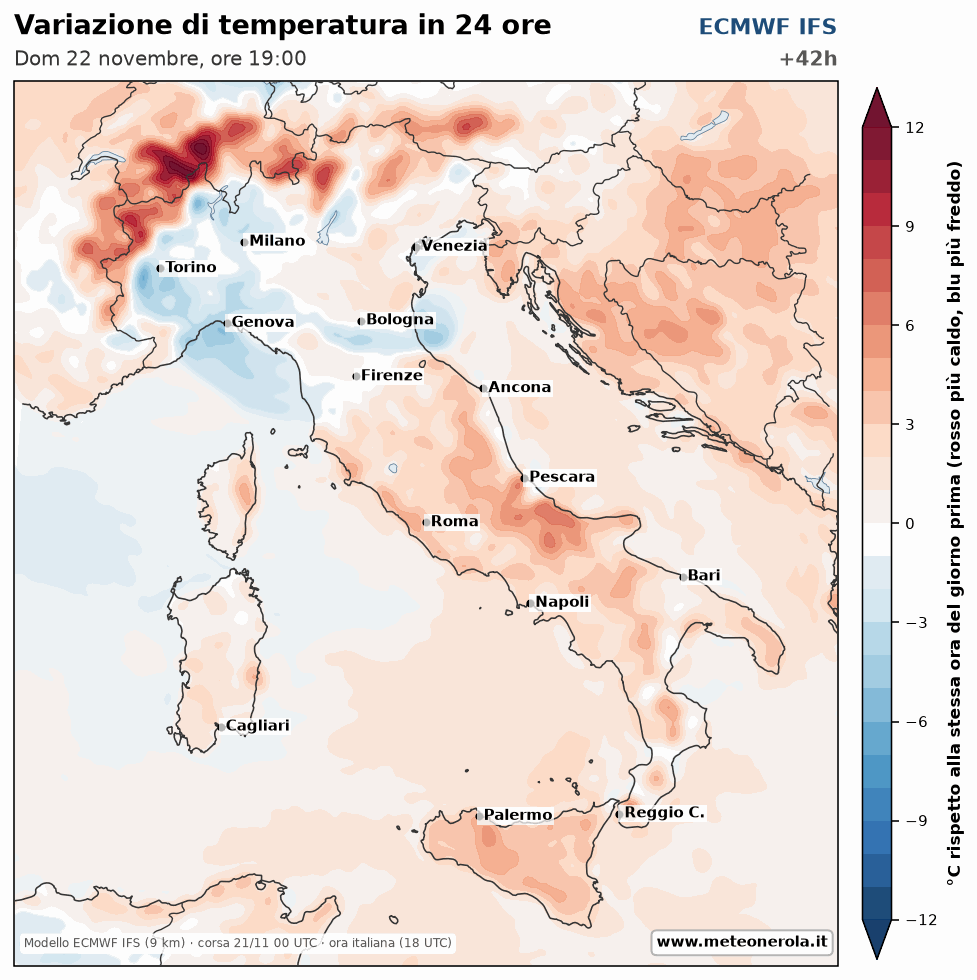 Variazione di temperatura in 24 ore
ECMWF IFS
Dom 22 novembre, ore 19:00
+42h
Milano
Venezia
Torino
Genova
Bologna
Firenze
Ancona
Pescara
Roma
Bari
Napoli
Cagliari
Palermo
Reggio C.
12
9
6
3
0
−3
−6
−9
−12
°C rispetto alla stessa ora del giorno prima (rosso più caldo, blu più freddo)
Modello ECMWF IFS (9 km) · corsa 21/11 00 UTC · ora italiana (18 UTC)
www.meteonerola.it